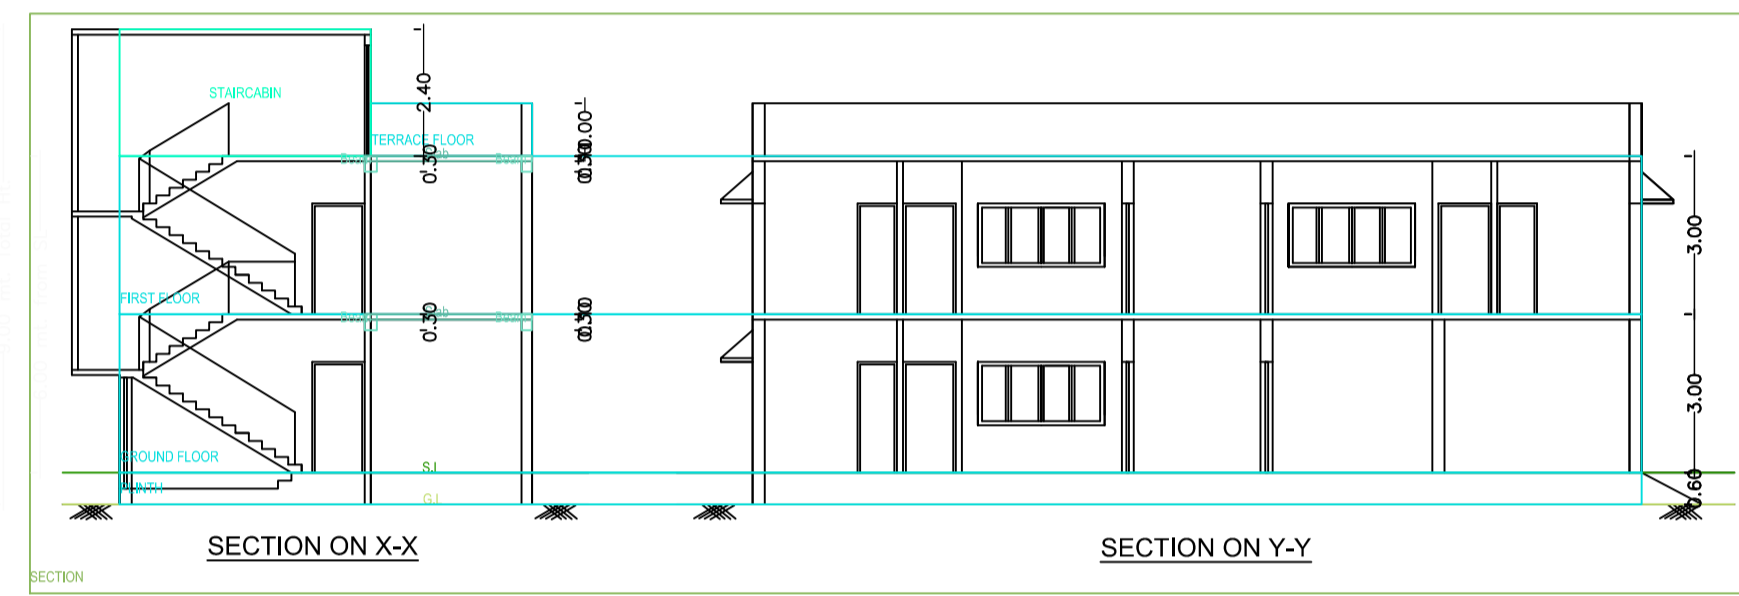 STAIRCABIN
2.40
TERRACE FLOOR
0.30
3.00
FIRST FLOOR
0.30
3.00
GROUND FLOOR
S.L
PLINTH
G.L
0.60
SECTION ON X-X
SECTION ON Y-Y
SECTION